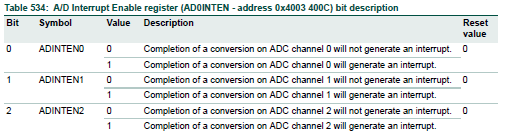 Table 534: A/D Interrupt Enable register (AD0INTEN - address 0x4003 400C) bit description
Bit Symbol Value Description Reset value
0 ADINTEN0 0 Completion of a conversion on ADC channel 0 will not generate an interrupt. 0
1 Completion of a conversion on ADC channel 0 will generate an interrupt.
1 ADINTEN1 0 Completion of a conversion on ADC channel 1 will not generate an interrupt. 0
1 Completion of a conversion on ADC channel 1 will generate an interrupt.
2 ADINTEN2 0 Completion of a conversion on ADC channel 2 will not generate an interrupt. 0
1 Completion of a conversion on ADC channel 2 will generate an interrupt.